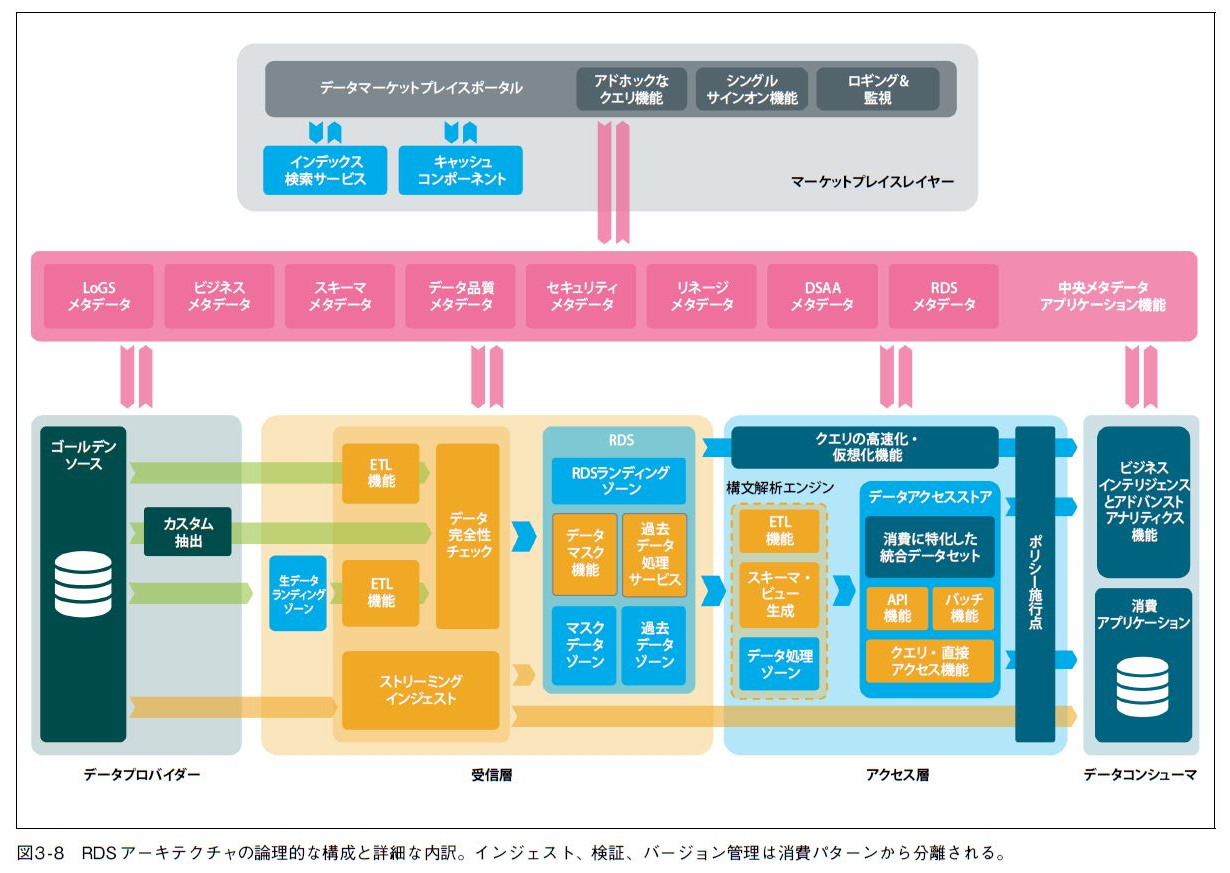 データマーケットプレイスポータル
アドホックな
クエリ機能
シングル
サインオン機能
ロギング&
監視
インデックス
検索サービス
キャッシュ
コンポーネント
マーケットプレイスレイヤー
LoGS
メタデータ
ビジネス
メタデータ
スキーマ
メタデータ
データ品質
メタデータ
セキュリティ
メタデータ
リネージ
メタデータ
DSAA
メタデータ
RDS
メタデータ
中央メタデータ
アプリケーション機能
ゴールデン
ソース
カスタム
抽出
データプロバイダー
生データ
ランディング
ゾーン
ETL
機能
ETL
機能
データ
完全性
チェック
ストリーミング
インジェスト
RDS
RDSランディング
ゾーン
データ
マスク
機能
過去
データ
処理
サービス
マスク
データ
ゾーン
過去
データ
ゾーン
受信層
クエリの高速化・
仮想化機能
構文解析エンジン
ETL
機能
スキーマ・
ビュー
生成
データ処理
ゾーン
データアクセスストア
消費に特化した
統合データセット
API
機能
バッチ
機能
クエリ・直接
アクセス機能
ポリシー施行点
アクセス層
ビジネス
インテリジェンス
とアドバンスト
アナリティクス
機能
消費
アプリケーション
データコンシューマ
図3-8 RDSアーキテクチャの論理的な構成と詳細な内訳。インジェスト、検証、バージョン管理は消費パターンから分離される。